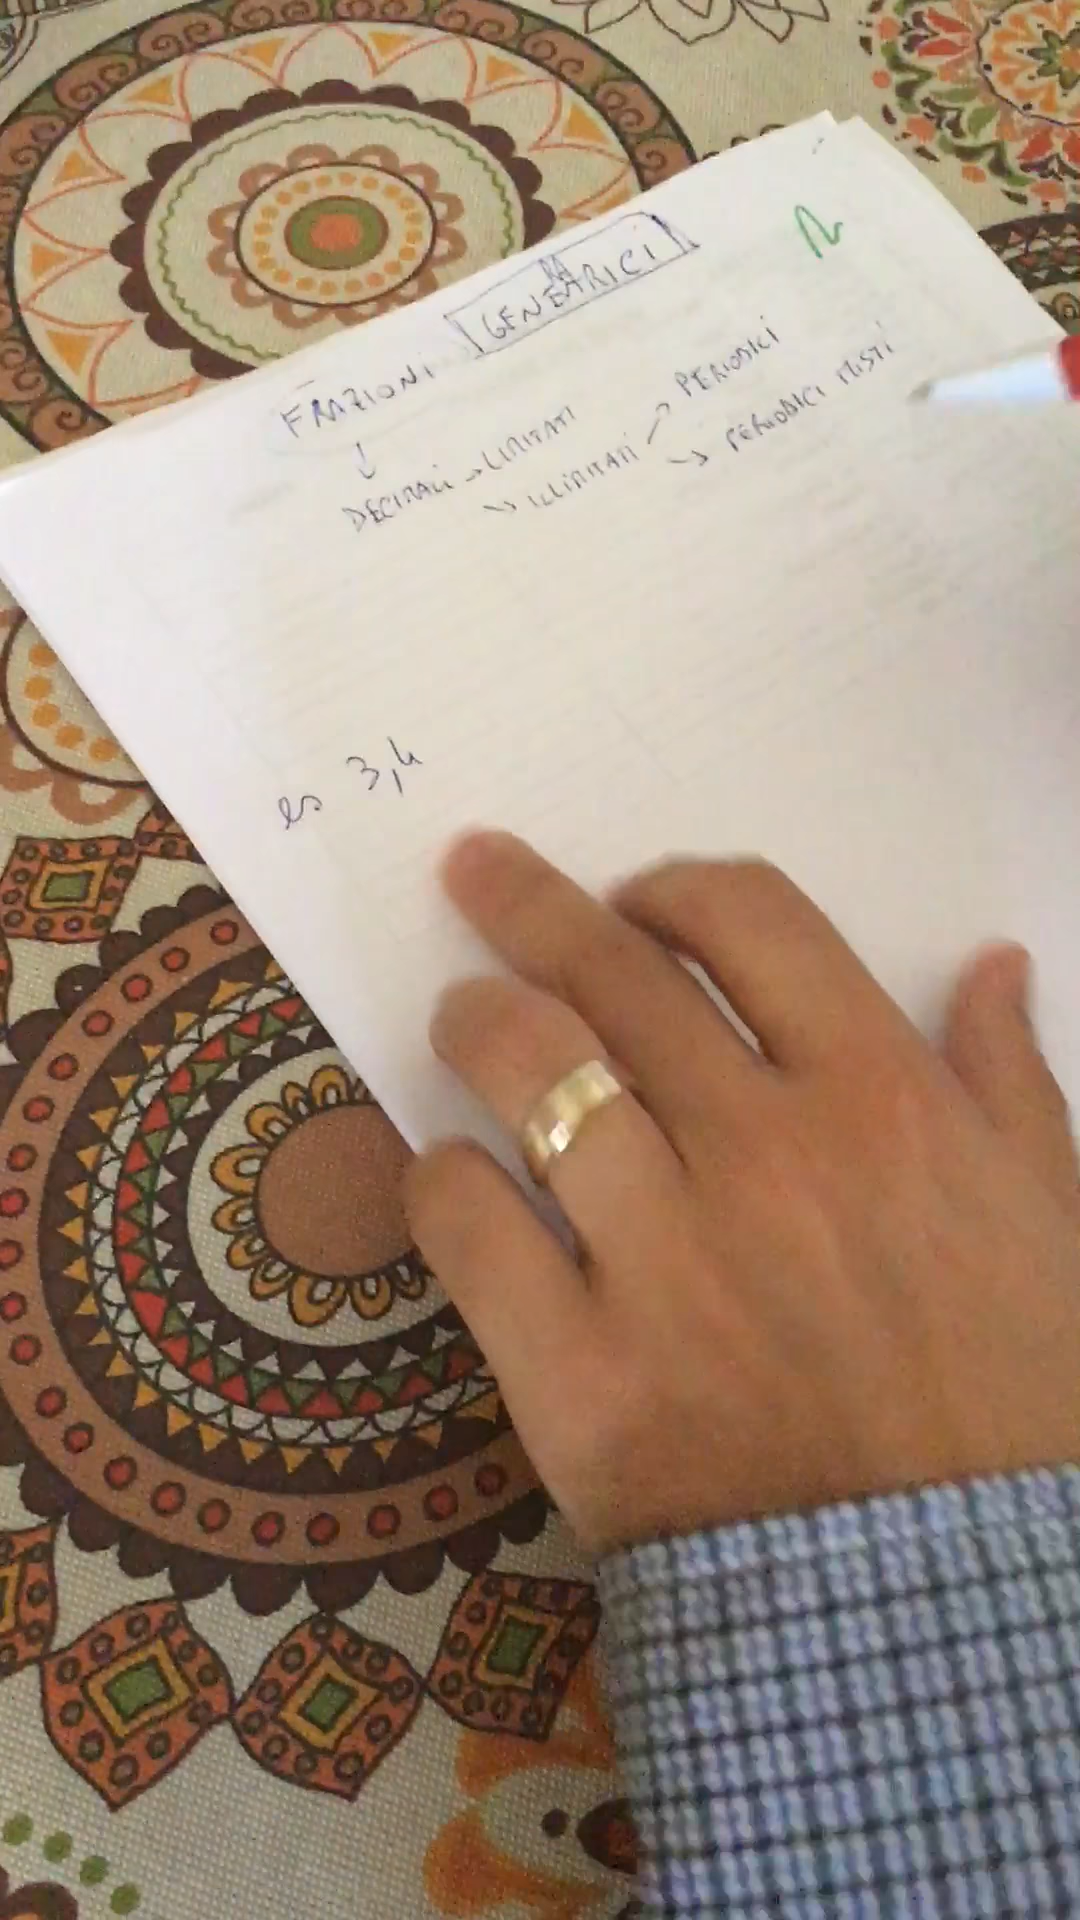 FRAZIONI GENERATRICI
↓
DECIMALI → LIMITATI
→ ILLIMITATI → PERIODICI
→ PERIODICI MISTI
es 3,4